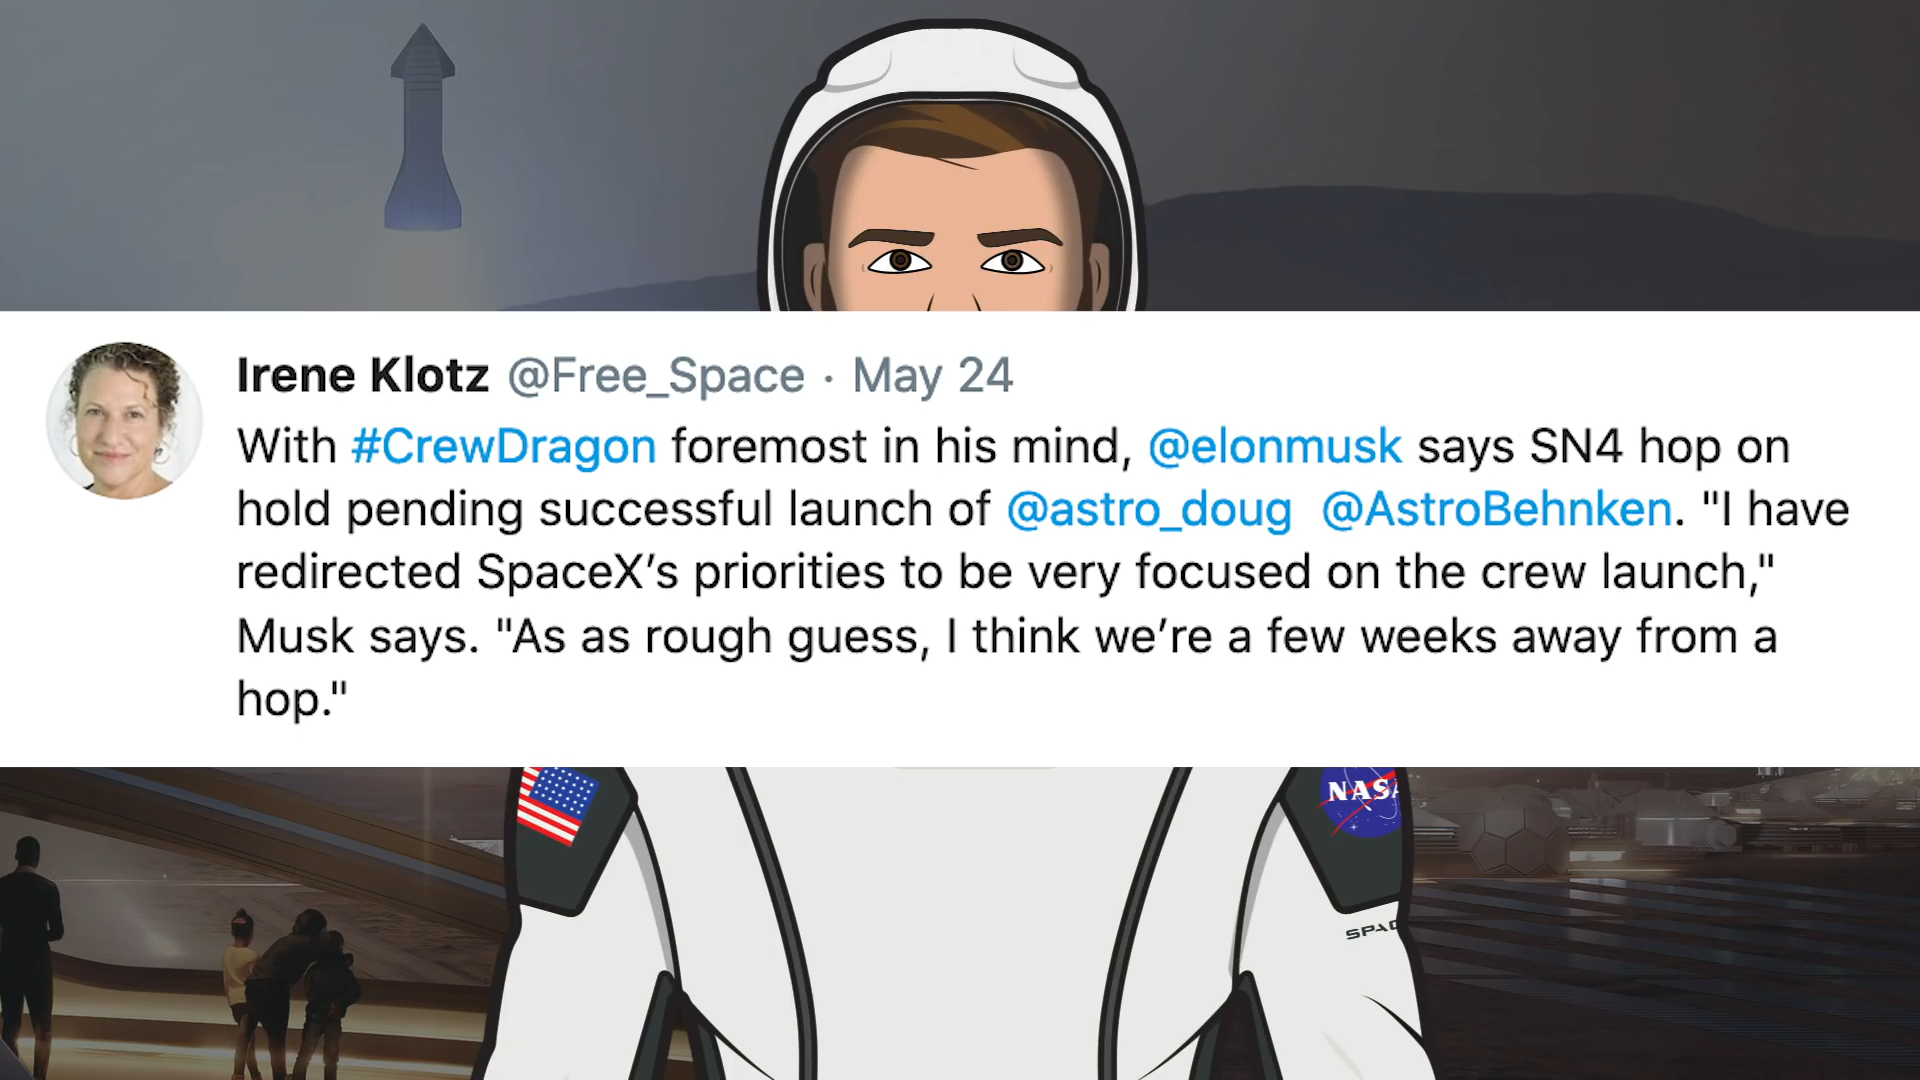 Irene Klotz @Free_Space · May 24
With #CrewDragon foremost in his mind, @elonmusk says SN4 hop on
hold pending successful launch of @astro_doug @AstroBehnken. "I have
redirected SpaceX’s priorities to be very focused on the crew launch,"
Musk says. "As as rough guess, I think we’re a few weeks away from a
hop."
NASA
SPAC